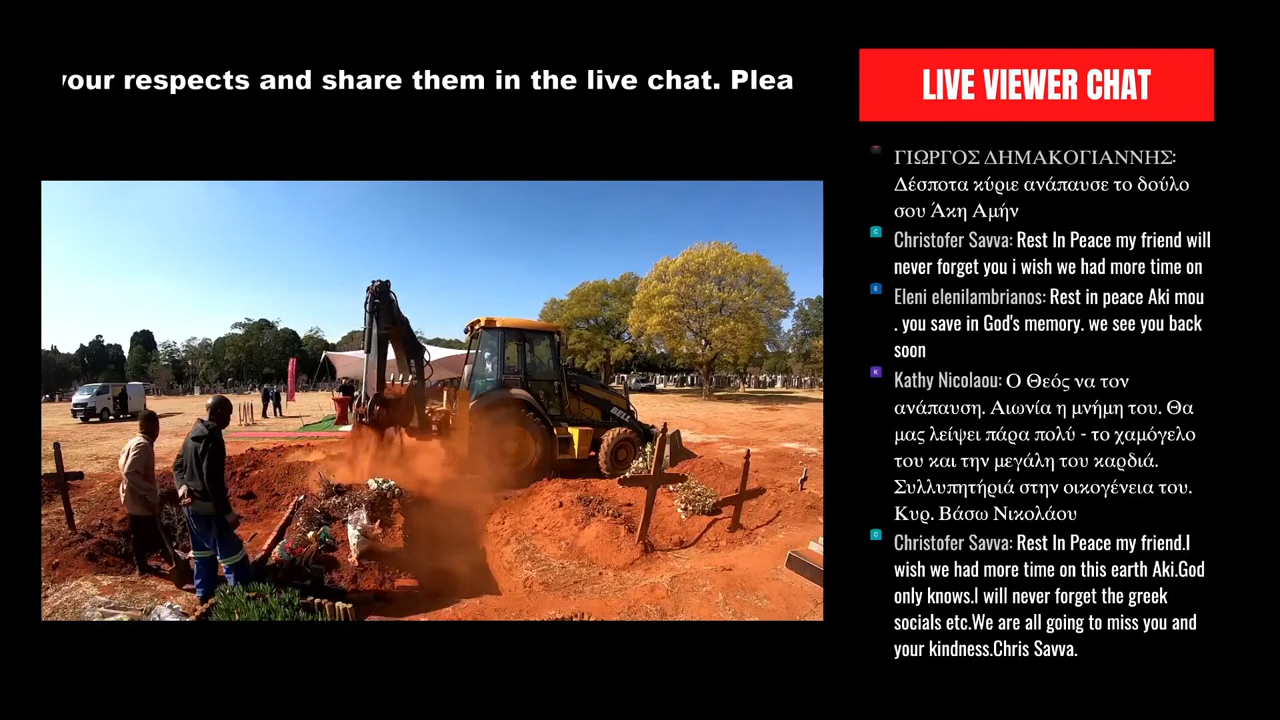 your respects and share them in the live chat. Plea
LIVE VIEWER CHAT
ΓΙΩΡΓΟΣ ΔΗΜΑΚΟΓΙΑΝΝΗΣ:
Δέσποτα κύριε ανάπαυσε το δούλο
σου Άκη Αμήν
Christofer Savva: Rest In Peace my friend will
never forget you i wish we had more time on
Eleni elenilambrianos: Rest in peace Aki mou
. you save in God's memory. we see you back
soon
Kathy Nicolaou: Ο Θεός να τον
ανάπαυση. Αιωνία η μνήμη του. Θα
μας λείψει πάρα πολύ - το χαμόγελο
του και την μεγάλη του καρδιά.
Συλλυπητήριά στην οικογένεια του.
Κυρ. Βάσω Νικολάου
Christofer Savva: Rest In Peace my friend.I
wish we had more time on this earth Aki.God
only knows.I will never forget the greek
socials etc.We are all going to miss you and
your kindness.Chris Savva.
BELL